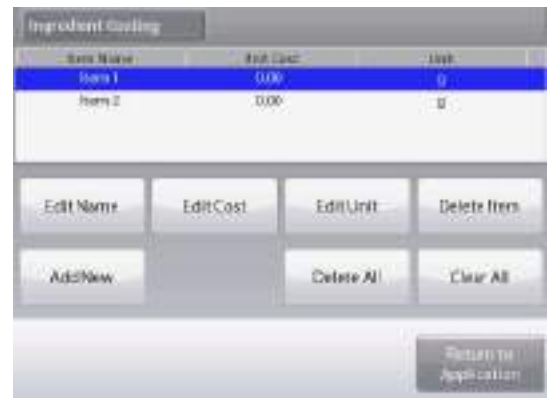 Ingredient Costing
Item Name Unit Cost Unit
Item 1 0.00 g
Item 2 0.00 g
Edit Name Edit Cost Edit Unit Delete Item
Add New Delete All Clear All
Return to
Application